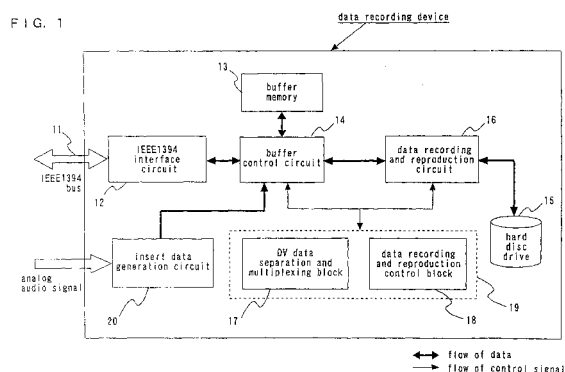 FIG. 1
data recording device
13
buffer
memory
11
14
16
IEEE1394
interface
circuit
buffer
control circuit
data recording
and reproduction
circuit
IEEE1394
bus
12
15
hard
disc
drive
insert data
generation circuit
DV data
separation and
multiplexing block
data recording
and reproduction
control block
analog
audio signal
20
17
18
19
flow of data
flow of control signal